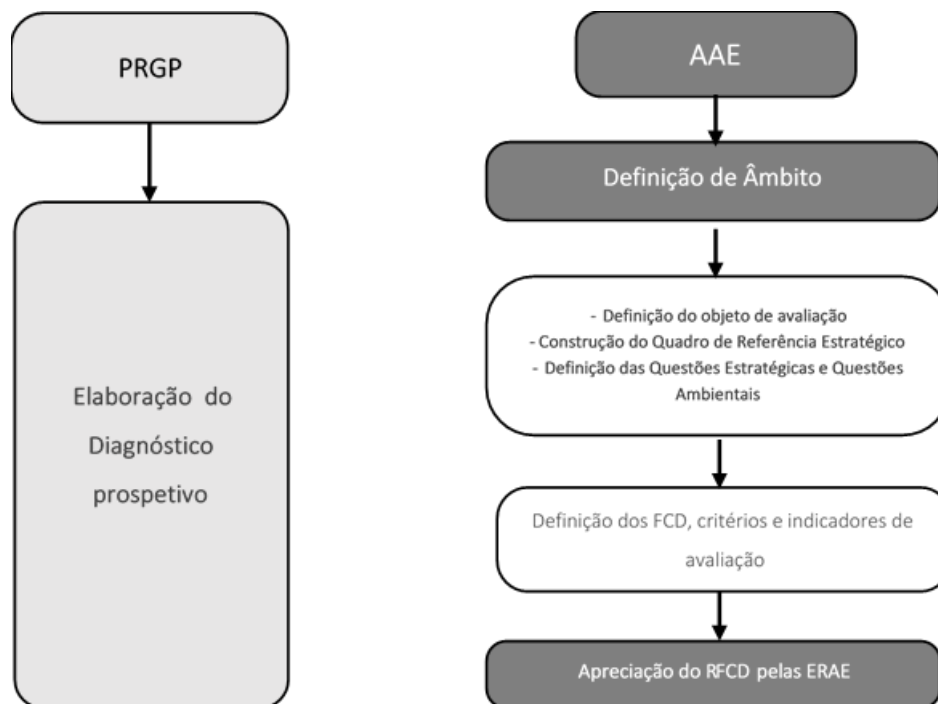 PRGP
Elaboração do
Diagnóstico
prospetivo
AAE
Definição de Âmbito
- Definição do objeto de avaliação
- Construção do Quadro de Referência Estratégico
- Definição das Questões Estratégicas e Questões
Ambientais
Definição dos FCD, critérios e indicadores de
avaliação
Apreciação do RFCD pelas ERAE